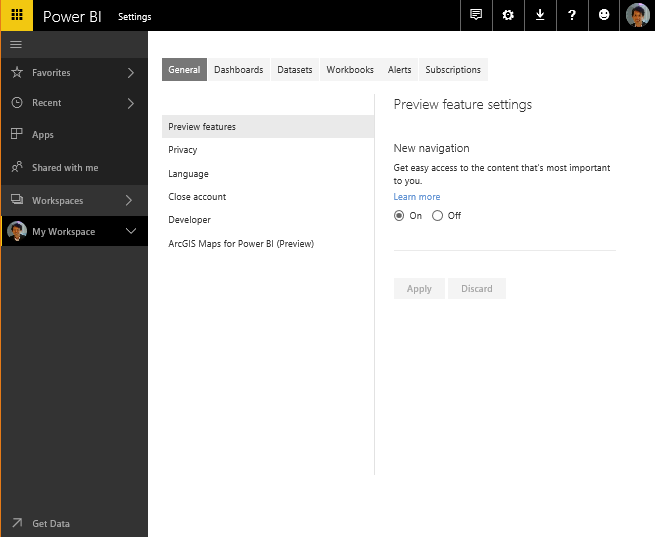 Power BI Settings
?
Favorites
Recent
Apps
Shared with me
Workspaces
My Workspace
Get Data
General Dashboards Datasets Workbooks Alerts Subscriptions
Preview features
Privacy
Language
Close account
Developer
ArcGIS Maps for Power BI (Preview)
Preview feature settings
New navigation
Get easy access to the content that's most important
to you.
Learn more
On Off
Apply Discard